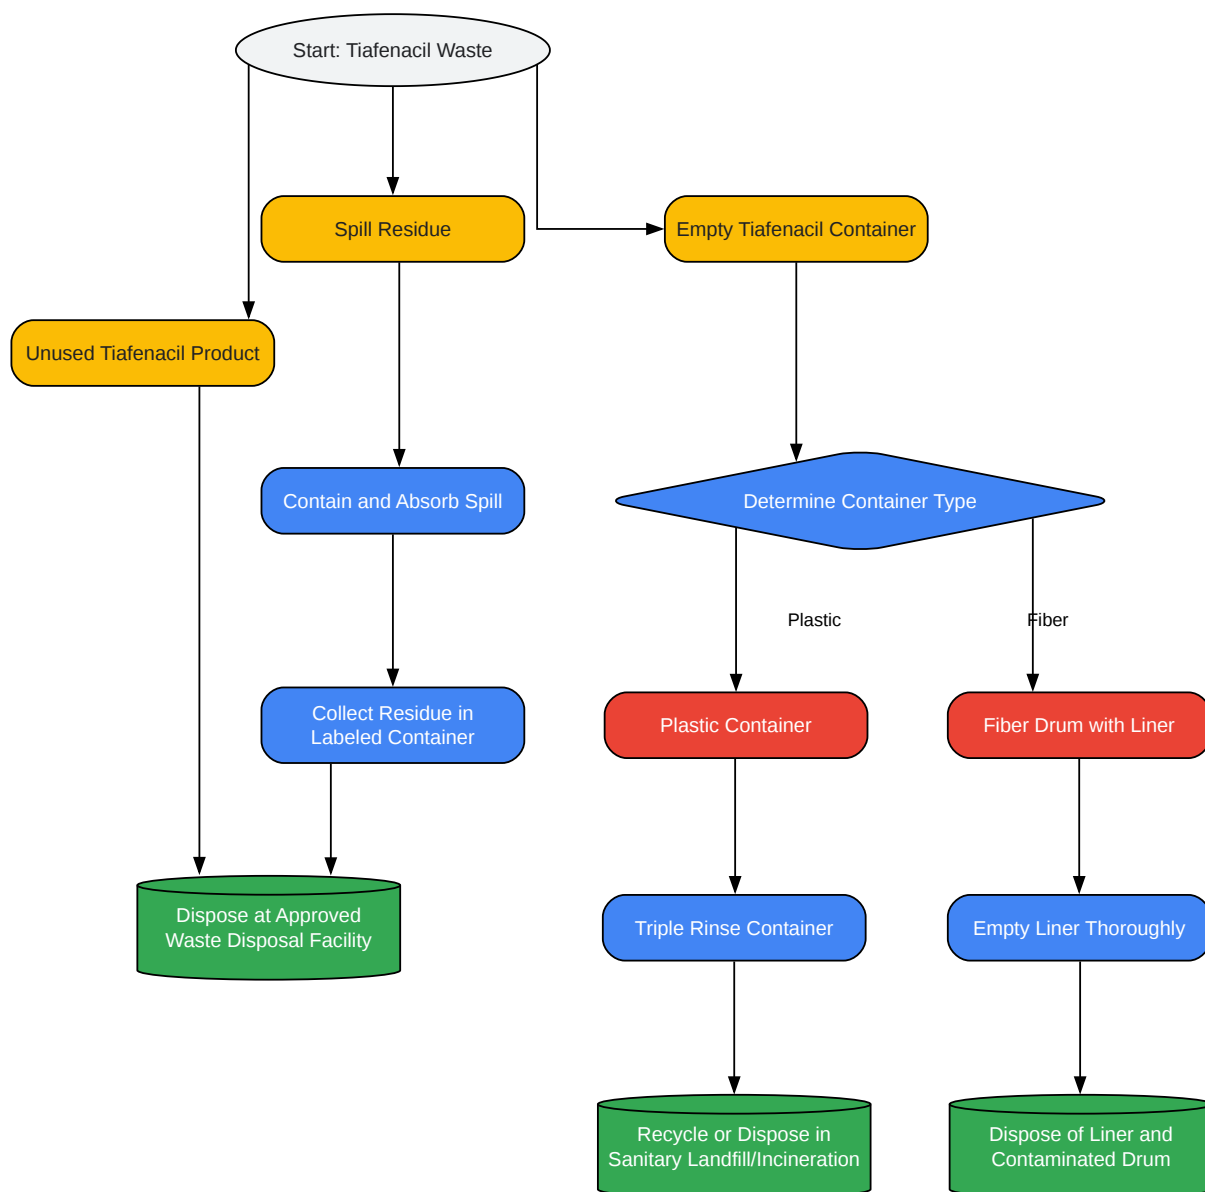 Start: Tiafenacil Waste
Spill Residue
Empty Tiafenacil Container
Unused Tiafenacil Product
Contain and Absorb Spill
Determine Container Type
Plastic
Fiber
Collect Residue in
Labeled Container
Plastic Container
Fiber Drum with Liner
Dispose at Approved
Waste Disposal Facility
Triple Rinse Container
Empty Liner Thoroughly
Recycle or Dispose in
Sanitary Landfill/Incineration
Dispose of Liner and
Contaminated Drum